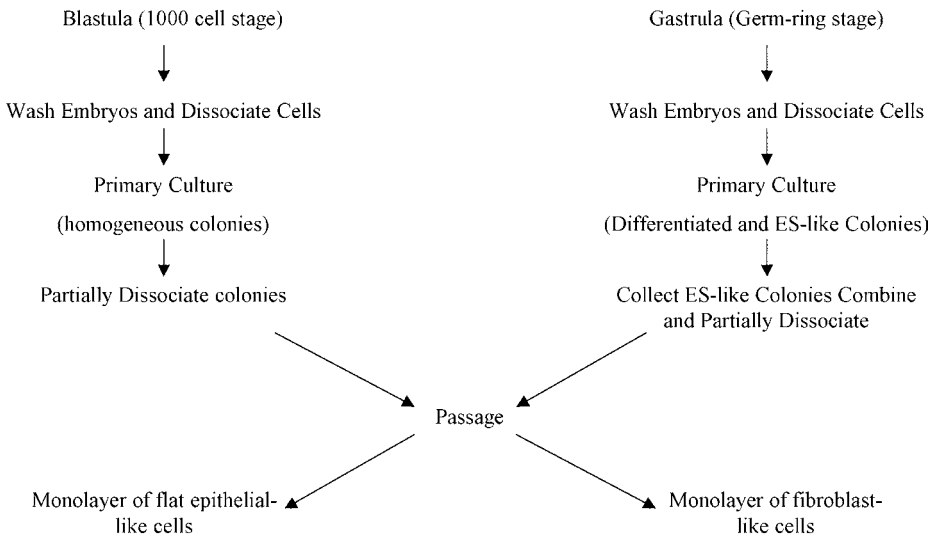 Blastula (1000 cell stage)
Wash Embryos and Dissociate Cells
Primary Culture
(homogeneous colonies)
Partially Dissociate colonies
Gastrula (Germ-ring stage)
Wash Embryos and Dissociate Cells
Primary Culture
(Differentiated and ES-like Colonies)
Collect ES-like Colonies Combine
and Partially Dissociate
Passage
Monolayer of flat epithelial-
like cells
Monolayer of fibroblast-
like cells